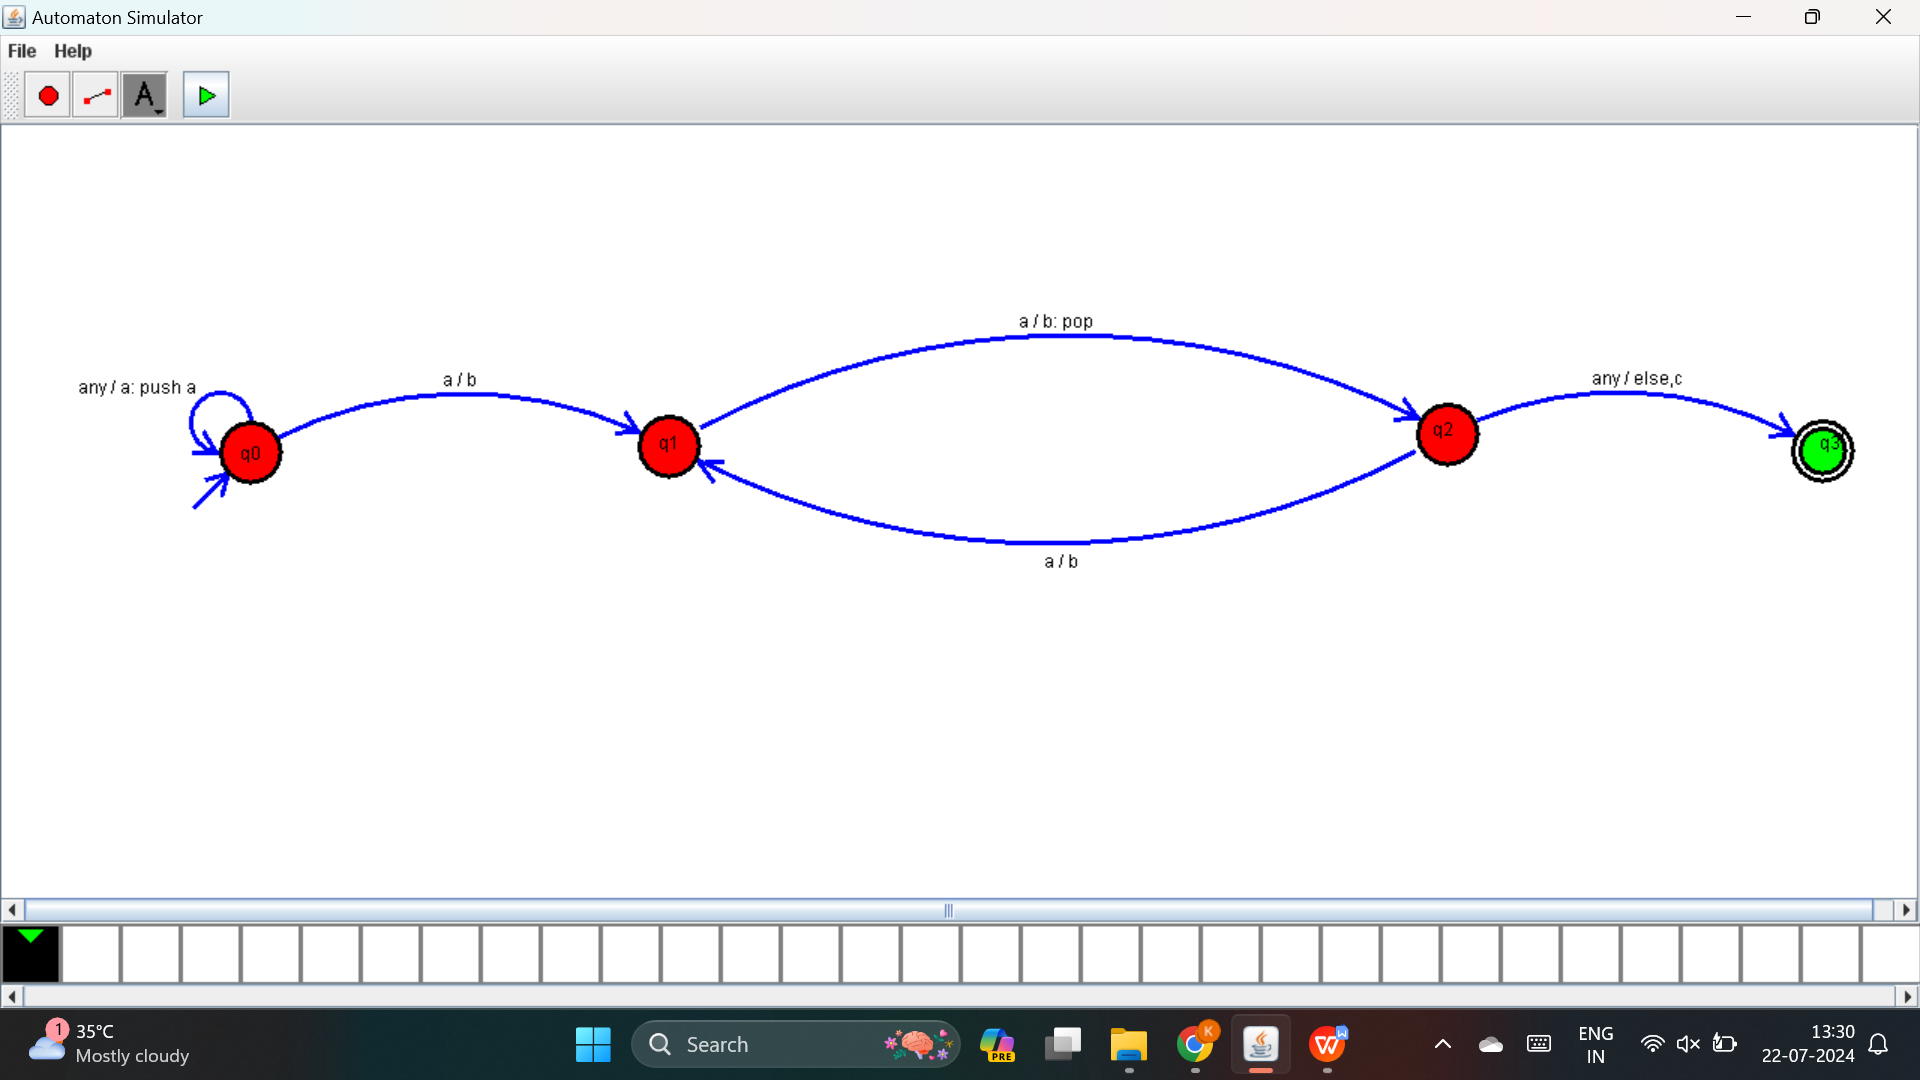 Automaton Simulator
File Help
A
a / b: pop
any / a: push a
a / b
any / else,c
q0
q1
q2
q3
a / b
1
35°C
Mostly cloudy
Search
PRE
K
W
W
ENG
IN
13:30
22-07-2024